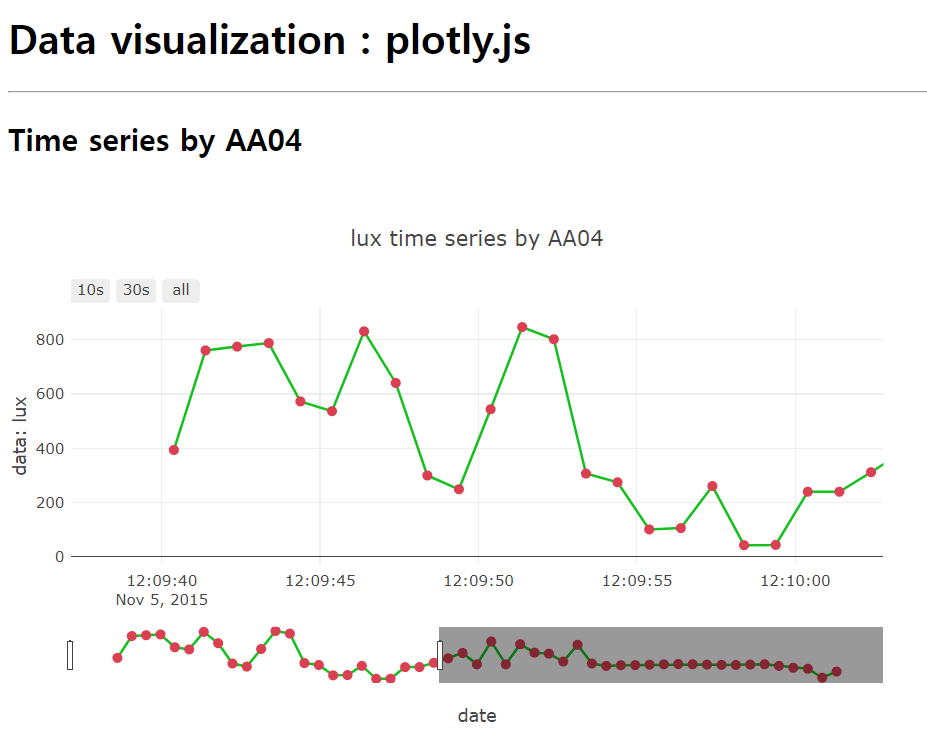 Data visualization : plotly.js
Time series by AA04
lux time series by AA04
10s 30s all
800
600
400
200
0
data: lux
12:09:40 12:09:45 12:09:50 12:09:55 12:10:00
Nov 5, 2015
date